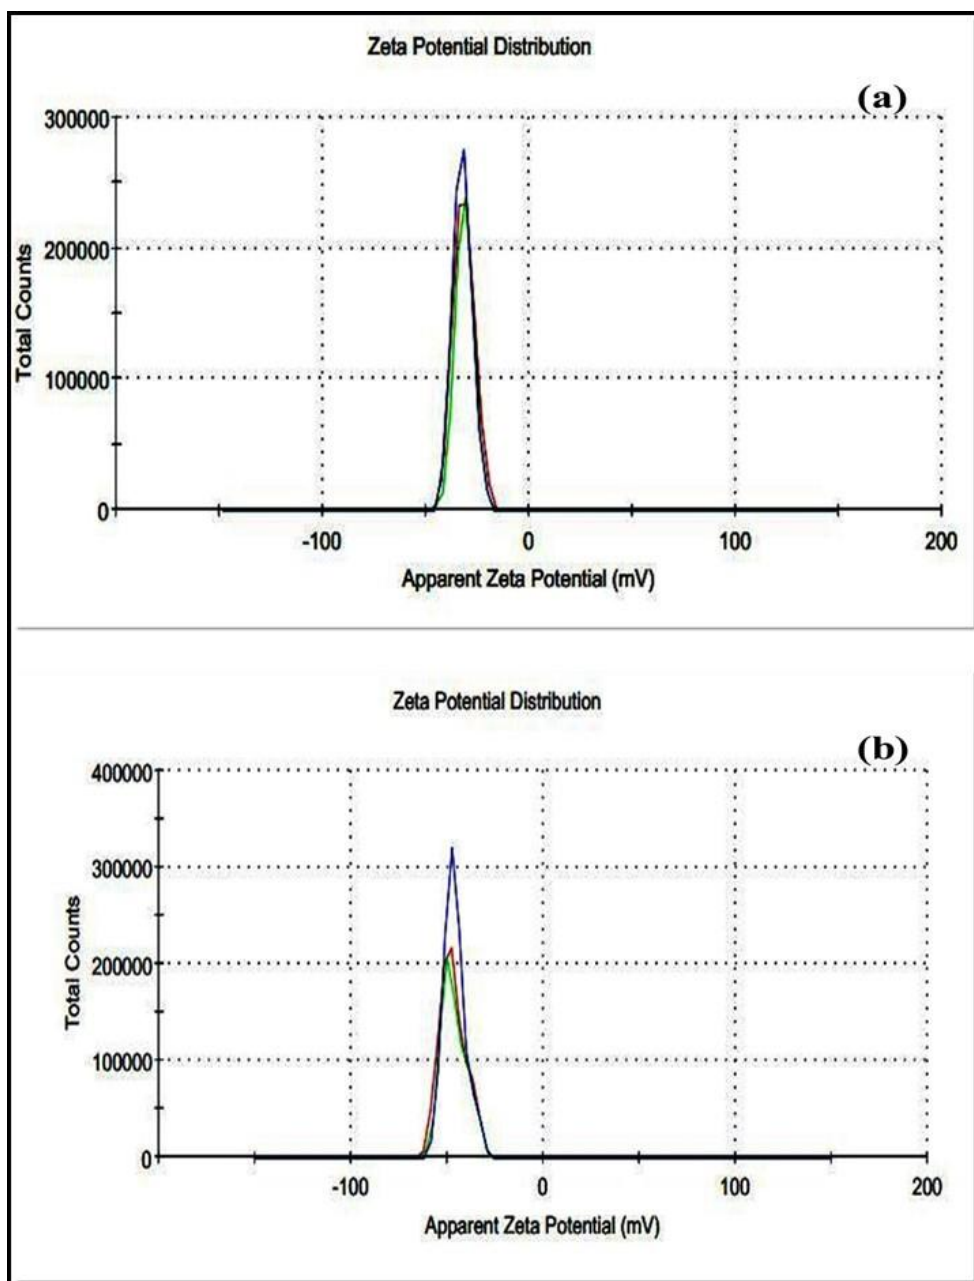 Zeta Potential Distribution
(a)
300000
200000
100000
0
Total Counts
-100 0 100 200
Apparent Zeta Potential (mV)
Zeta Potential Distribution
(b)
400000
300000
200000
100000
0
Total Counts
-100 0 100 200
Apparent Zeta Potential (mV)